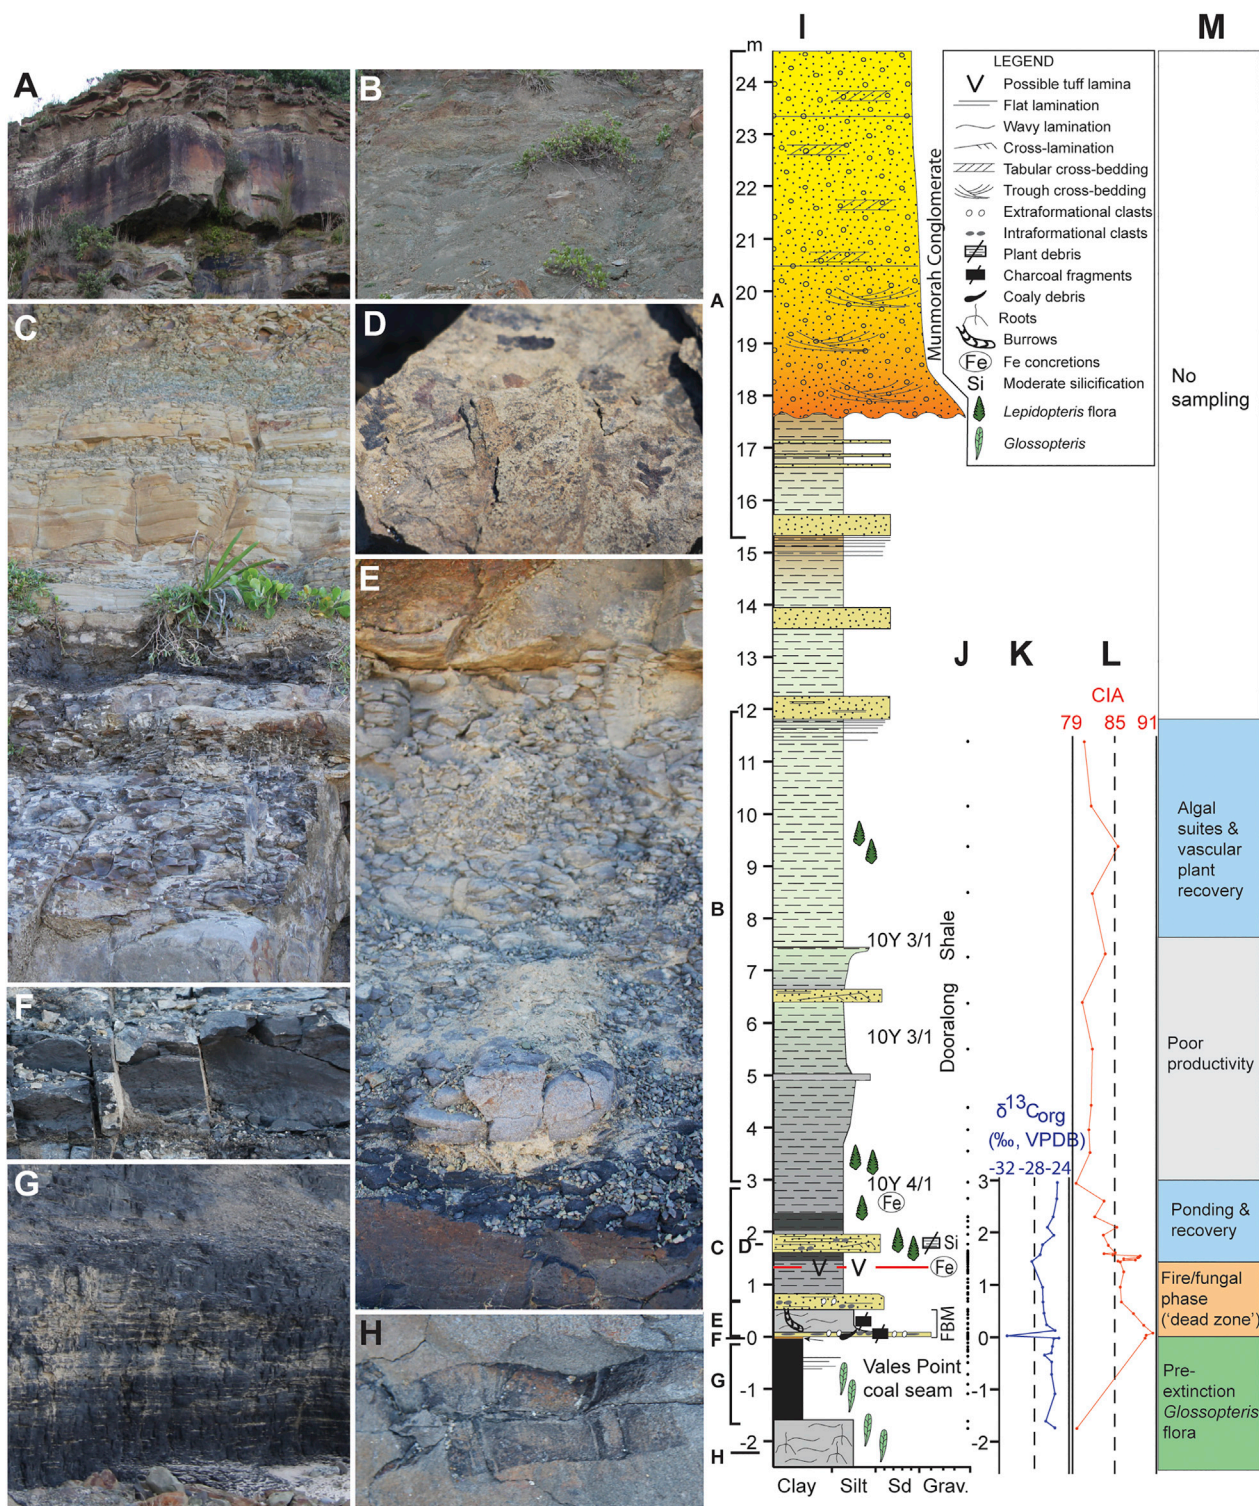 A
B
C
D
E
F
G
H
I
M
m
24
23
22
21
20
19
18
17
16
15
14
13
12
11
10
9
8
7
6
5
4
3
2
1
0
-1
-2
A
B
C
D
E
F
G
H
Munmorah Conglomerate
LEGEND
V Possible tuff lamina
Flat lamination
Wavy lamination
Cross-lamination
Tabular cross-bedding
Trough cross-bedding
Extraformational clasts
Intraformational clasts
Plant debris
Charcoal fragments
Coaly debris
Roots
Burrows
Fe Fe concretions
Si Moderate silicification
Lepidopteris
flora
Glossopteris
10Y 3/1
10Y 3/1
10Y 4/1
Dooralong Shale
Fe
Si
V V
Fe
FBM
Vales Point
coal seam
Clay Silt Sd Grav.
J
K
δ13Corg
(‰, VPDB)
-32 -28 -24
3
2
1
0
-1
-2
L
CIA
79 85 91
No
sampling
Algal
suites &
vascular
plant
recovery
Poor
productivity
Ponding &
recovery
Fire/fungal
phase
(‘dead zone’)
Pre-
extinction
Glossopteris
flora